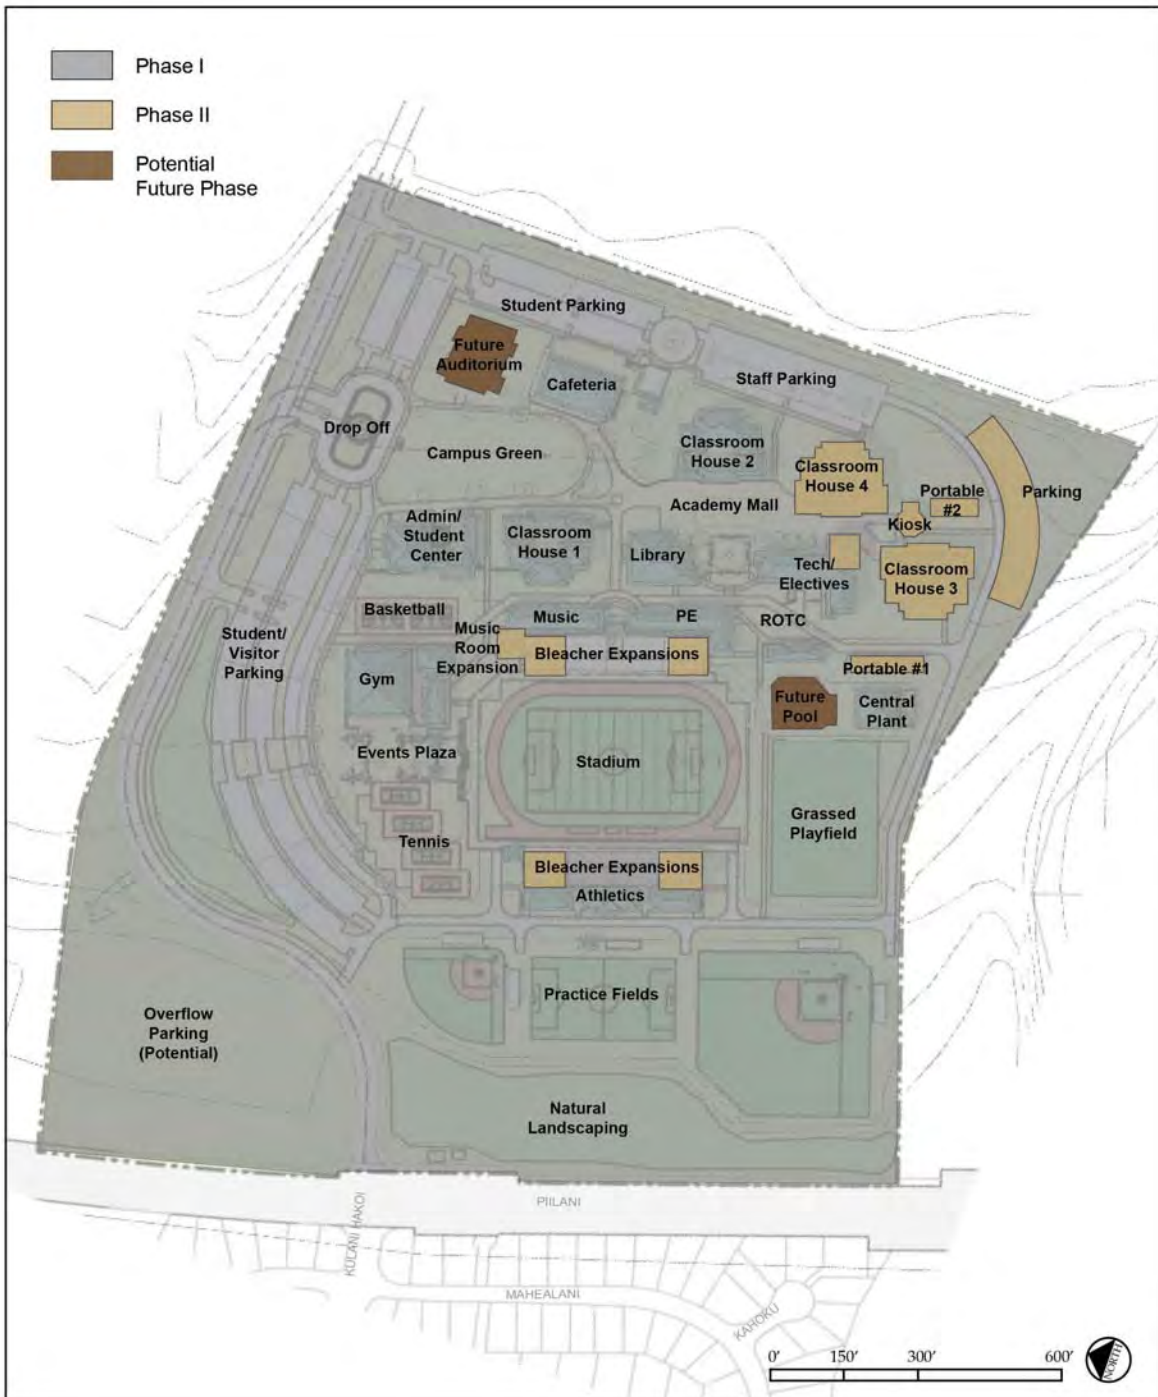 Phase I
Phase II
Potential
Future Phase
Student Parking
Future
Auditorium
Cafeteria
Staff Parking
Drop Off
Campus Green
Classroom
House 2
Classroom
House 4
Academy Mall
Portable
#2
Parking
Kiosk
Admin/
Student
Center
Classroom
House 1
Library
Tech/
Electives
Classroom
House 3
Basketball
Music
PE
ROTC
Student/
Visitor
Parking
Music
Room
Expansion
Bleacher Expansions
Portable #1
Gym
Future
Pool
Central
Plant
Events Plaza
Stadium
Grassed
Playfield
Tennis
Bleacher Expansions
Athletics
Practice Fields
Overflow
Parking
(Potential)
Natural
Landscaping
PIILANI
KULANI HAKOI
MAHEALANI
KAHOKU
0' 150' 300' 600'
NORTH